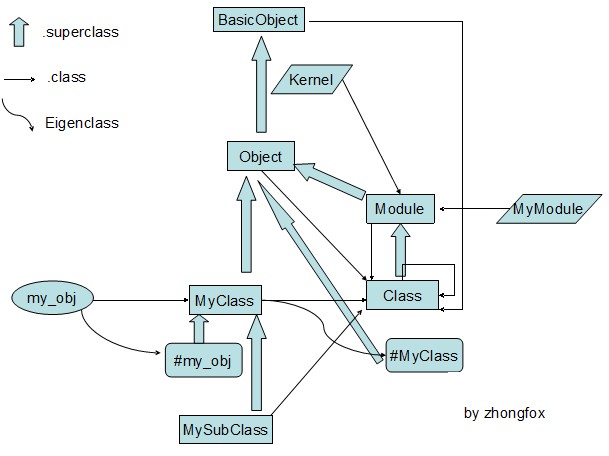 BasicObject
.superclass
Kernel
.class
Eigenclass
Object
Module
MyModule
my_obj
MyClass
Class
#my_obj
#MyClass
MySubClass
by zhongfox